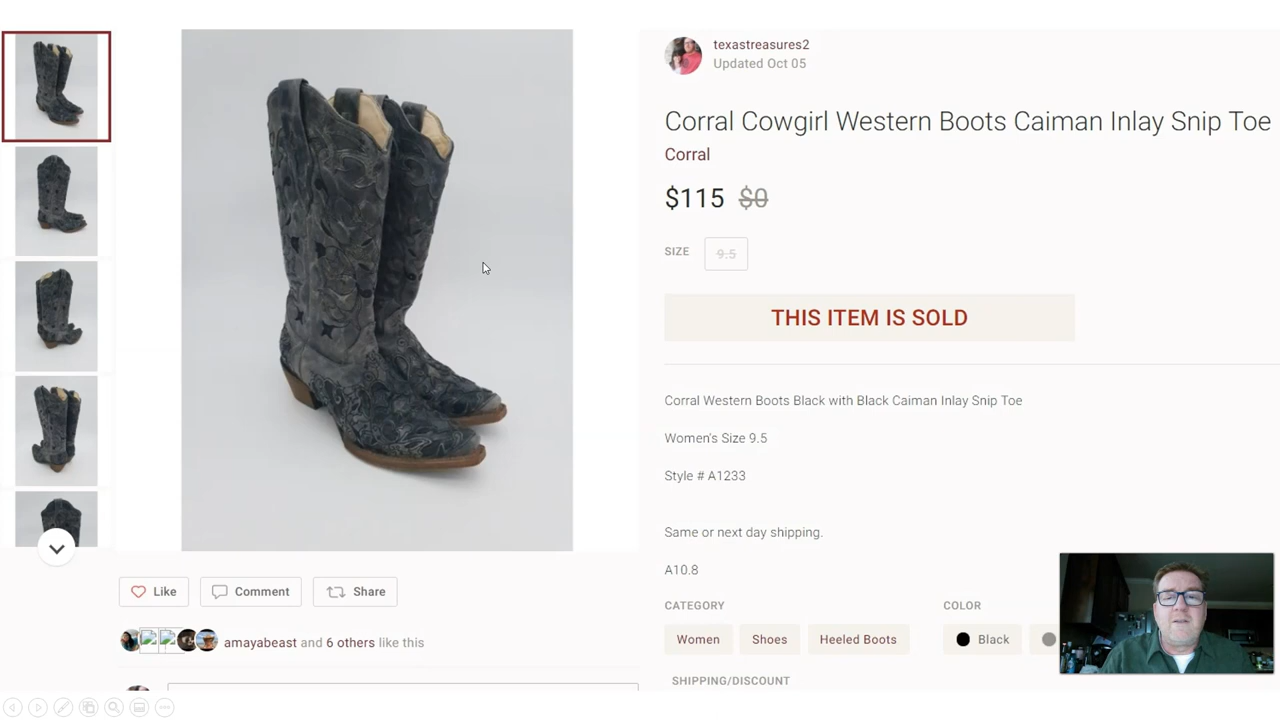 texastreasures2
Updated Oct 05
Corral Cowgirl Western Boots Caiman Inlay Snip Toe
Corral
$115 $0
SIZE 9.5
THIS ITEM IS SOLD
Corral Western Boots Black with Black Caiman Inlay Snip Toe
Women's Size 9.5
Style # A1233
Same or next day shipping.
A10.8
CATEGORY
Women Shoes Heeled Boots
COLOR
Black
SHIPPING/DISCOUNT
Like Comment Share
amayabeast and 6 others like this